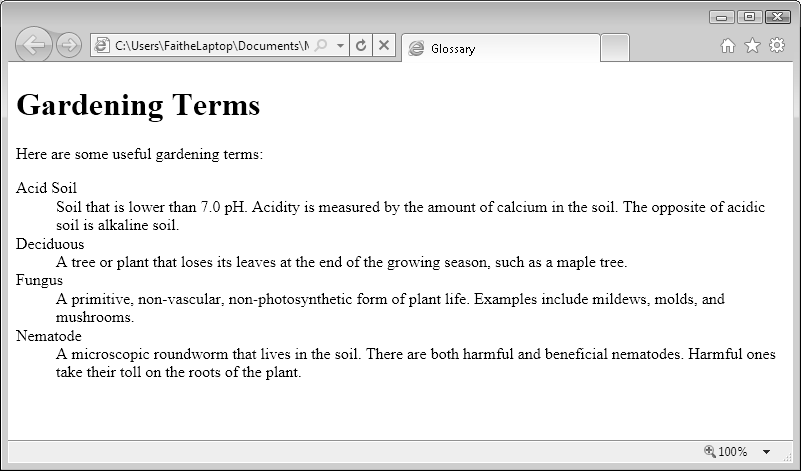 C:\Users\FaitheLaptop\Documents\
Glossary
Gardening Terms
Here are some useful gardening terms:
Acid Soil
Soil that is lower than 7.0 pH. Acidity is measured by the amount of calcium in the soil. The opposite of acidic
soil is alkaline soil.
Deciduous
A tree or plant that loses its leaves at the end of the growing season, such as a maple tree.
Fungus
A primitive, non-vascular, non-photosynthetic form of plant life. Examples include mildews, molds, and
mushrooms.
Nematode
A microscopic roundworm that lives in the soil. There are both harmful and beneficial nematodes. Harmful ones
take their toll on the roots of the plant.
100%